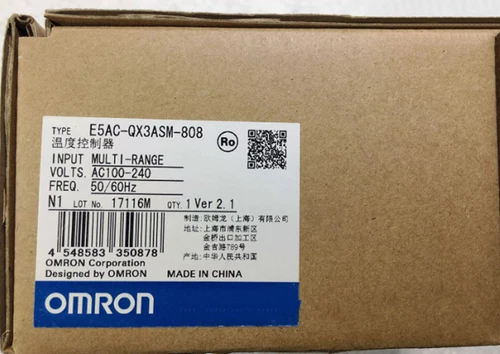 TYPE E5AC-QX3ASM-808
温度控制器
Ro
INPUT MULTI-RANGE
VOLTS. AC100-240
FREQ. 50/60Hz
N1 LOT No. 17116M QTY. 1 Ver 2.1
制造: 欧姆龙(上海)有限公司
地址: 上海市浦东新区
金桥出口加工区
金吉路789号
产地: 中华人民共和国
4 548583 350878
OMRON Corporation
Designed by OMRON MADE IN CHINA
OMRON